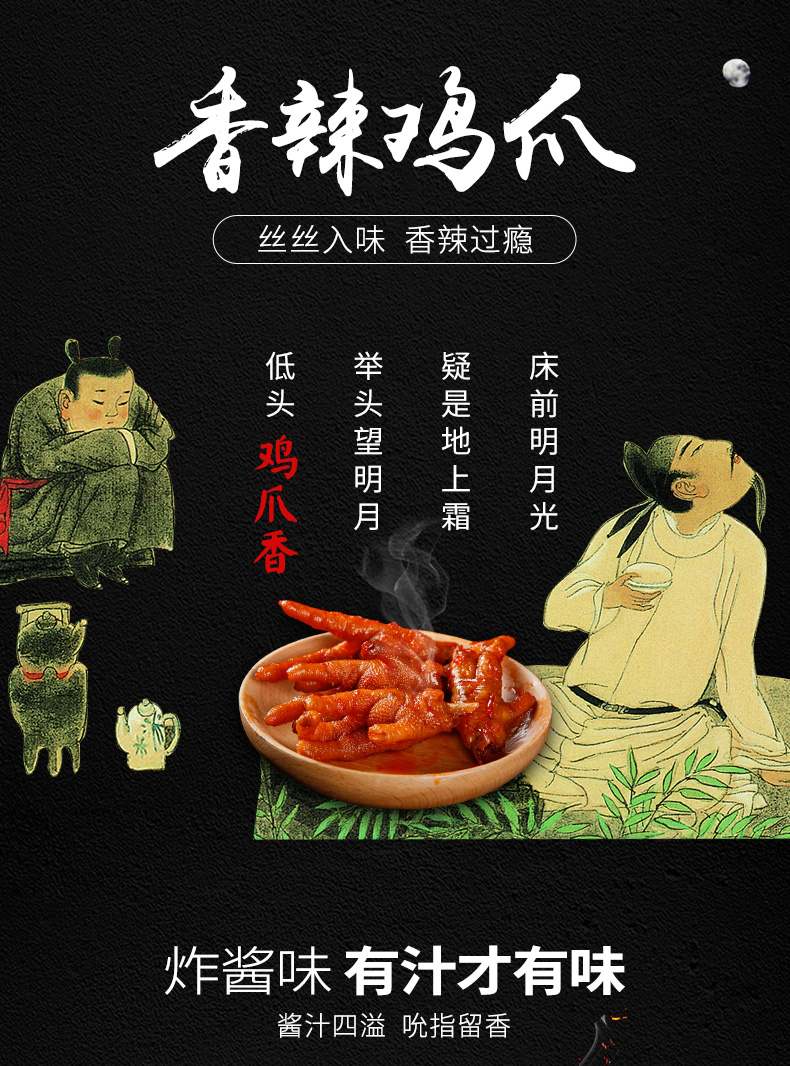 香辣鸡爪
丝丝入味 香辣过瘾
床前明月光
疑是地上霜
举头望明月
低头鸡爪香
炸酱味 有汁才有味
酱汁四溢 吮指留香